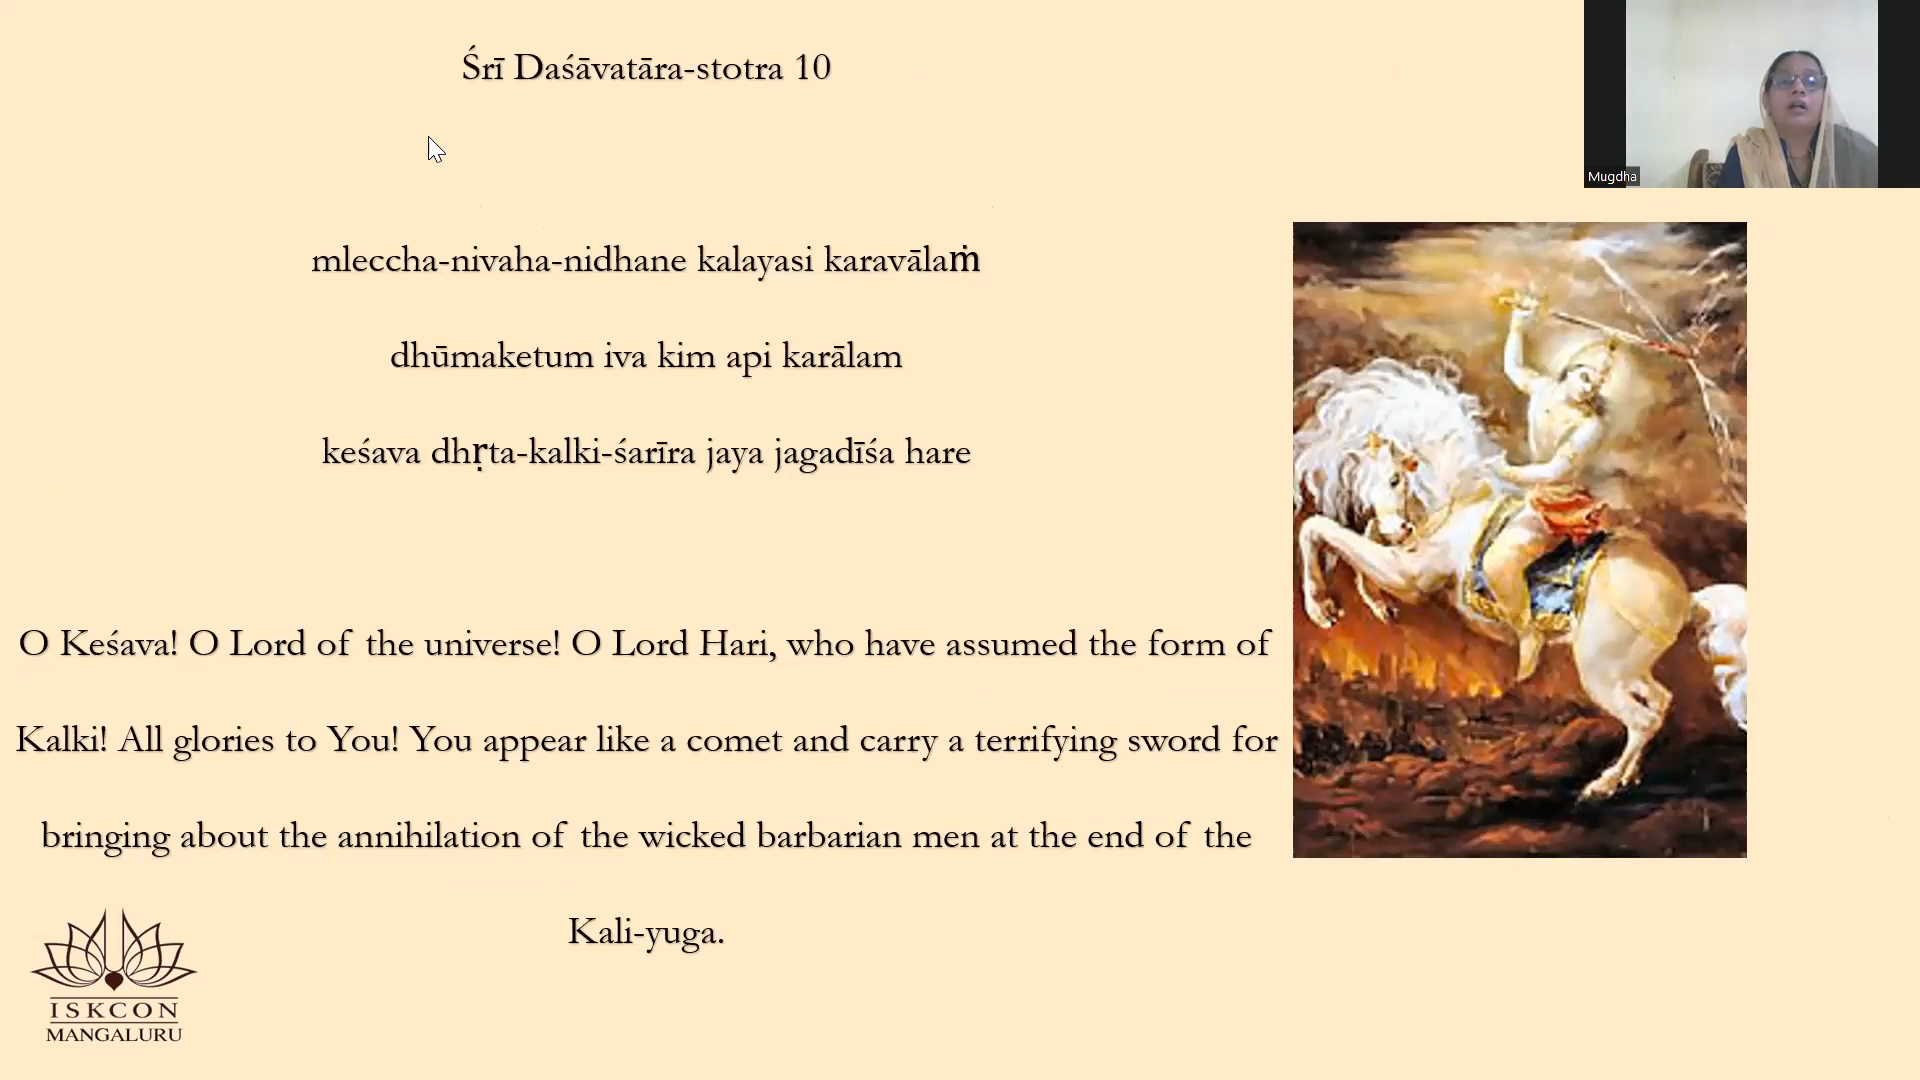 Śrī Daśāvatāra-stotra 10
mleccha-nivaha-nidhane kalayasi karavālaṁ
dhūmaketum iva kim api karālam
keśava dhṛta-kalki-śarīra jaya jagadīśa hare
O Keśava! O Lord of the universe! O Lord Hari, who have assumed the form of
Kalki! All glories to You! You appear like a comet and carry a terrifying sword for
bringing about the annihilation of the wicked barbarian men at the end of the
Kali-yuga.
Mugdha
ISKCON
MANGALURU